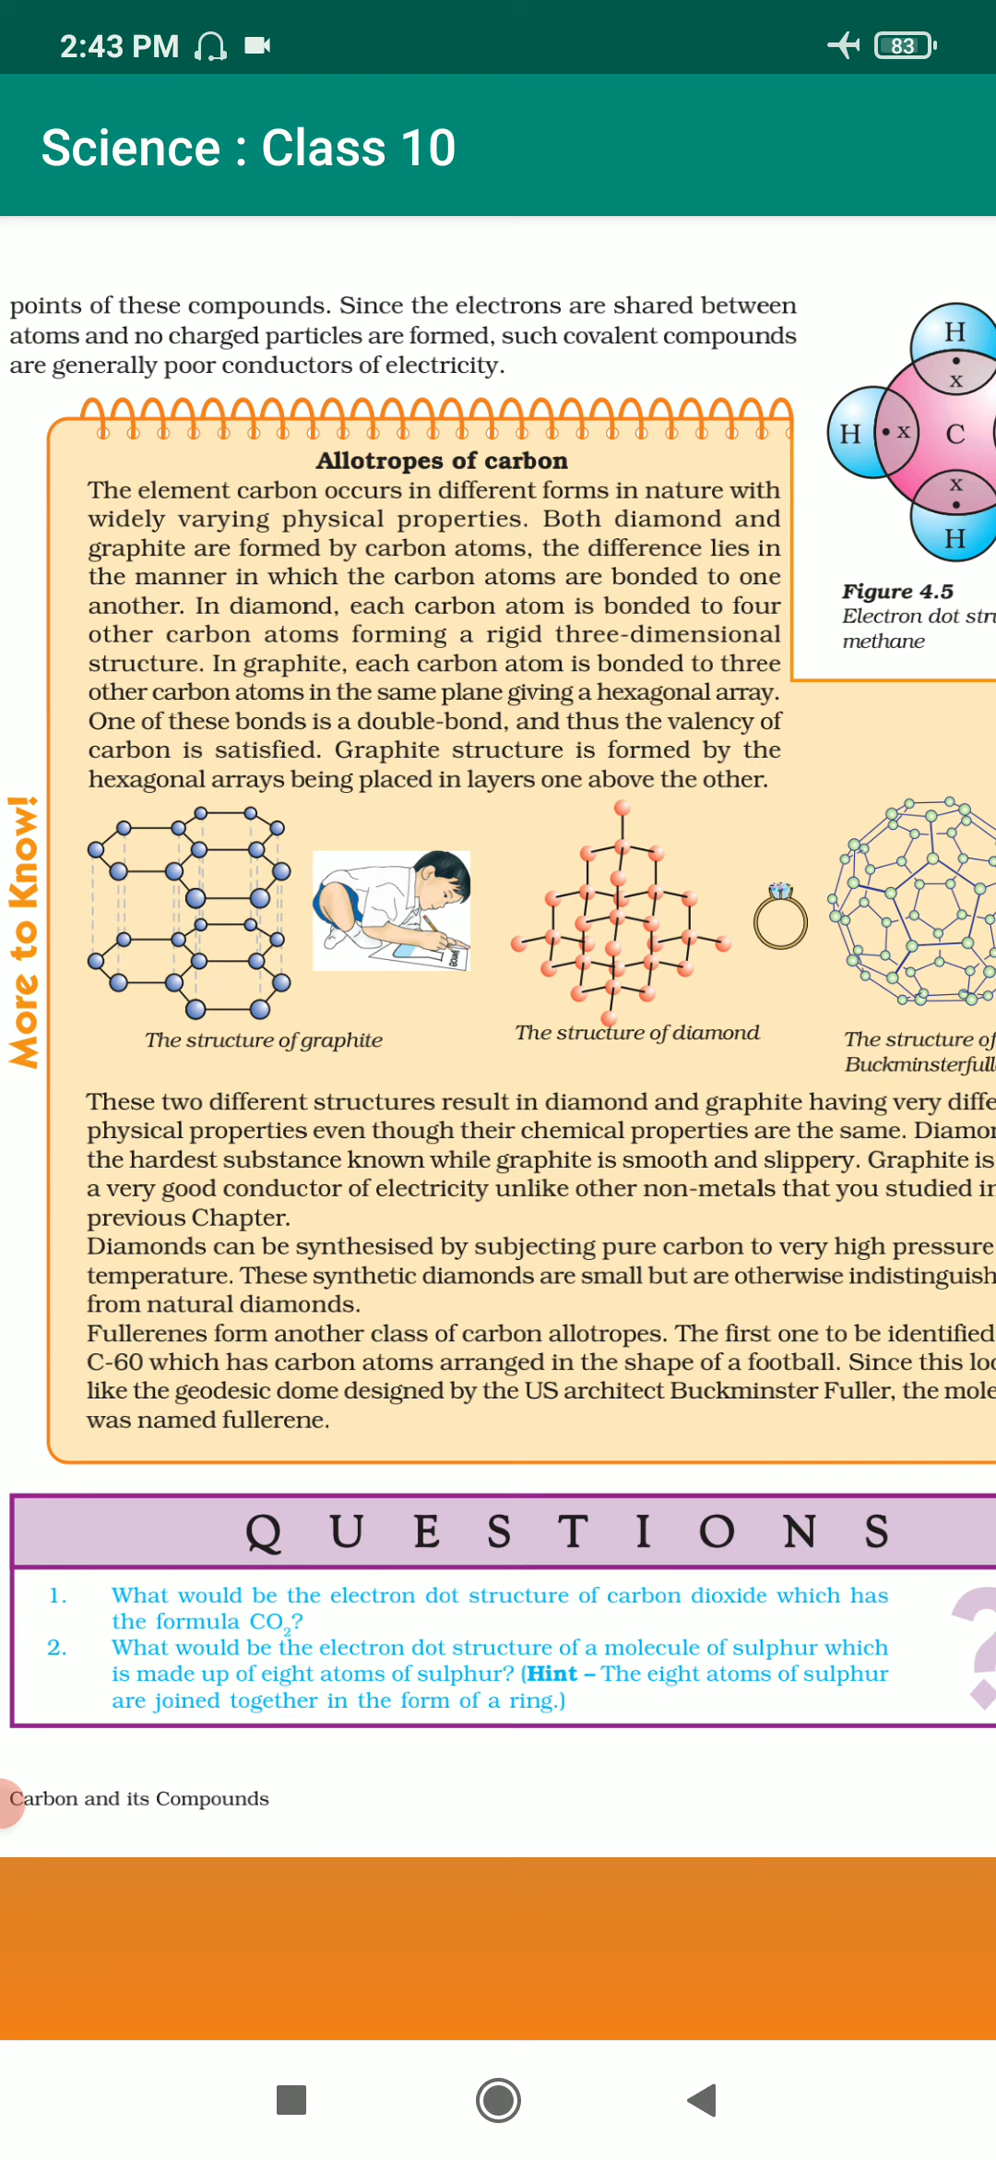 2:43 PM
83
Science : Class 10
points of these compounds. Since the electrons are shared between
atoms and no charged particles are formed, such covalent compounds
are generally poor conductors of electricity.
H
x
H x C
x
H
Figure 4.5
Electron dot stru
methane
Allotropes of carbon
The element carbon occurs in different forms in nature with
widely varying physical properties. Both diamond and
graphite are formed by carbon atoms, the difference lies in
the manner in which the carbon atoms are bonded to one
another. In diamond, each carbon atom is bonded to four
other carbon atoms forming a rigid three-dimensional
structure. In graphite, each carbon atom is bonded to three
other carbon atoms in the same plane giving a hexagonal array.
One of these bonds is a double-bond, and thus the valency of
carbon is satisfied. Graphite structure is formed by the
hexagonal arrays being placed in layers one above the other.
More to Know!
The structure of graphite
The structure of diamond
The structure of
Buckminsterfull
These two different structures result in diamond and graphite having very diffe
physical properties even though their chemical properties are the same. Diamon
the hardest substance known while graphite is smooth and slippery. Graphite is
a very good conductor of electricity unlike other non-metals that you studied in
previous Chapter.
Diamonds can be synthesised by subjecting pure carbon to very high pressure
temperature. These synthetic diamonds are small but are otherwise indistinguish
from natural diamonds.
Fullerenes form another class of carbon allotropes. The first one to be identified
C-60 which has carbon atoms arranged in the shape of a football. Since this loo
like the geodesic dome designed by the US architect Buckminster Fuller, the mole
was named fullerene.
QUESTIONS
?
1. What would be the electron dot structure of carbon dioxide which has
the formula CO₂?
2. What would be the electron dot structure of a molecule of sulphur which
is made up of eight atoms of sulphur? (Hint – The eight atoms of sulphur
are joined together in the form of a ring.)
Carbon and its Compounds